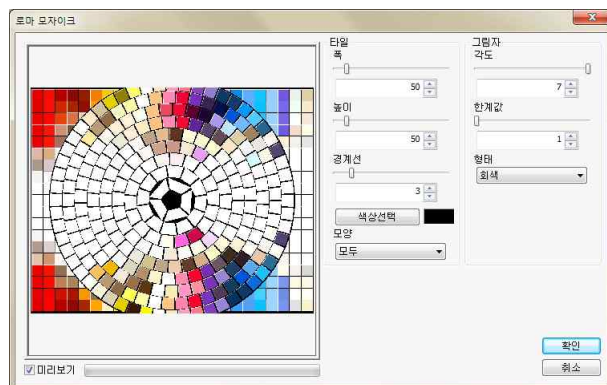 로마 모자이크
타일
폭
50
높이
50
경계선
3
색상선택
모양
모두
그림자
각도
7
한계값
1
형태
회색
미리보기
확인
취소